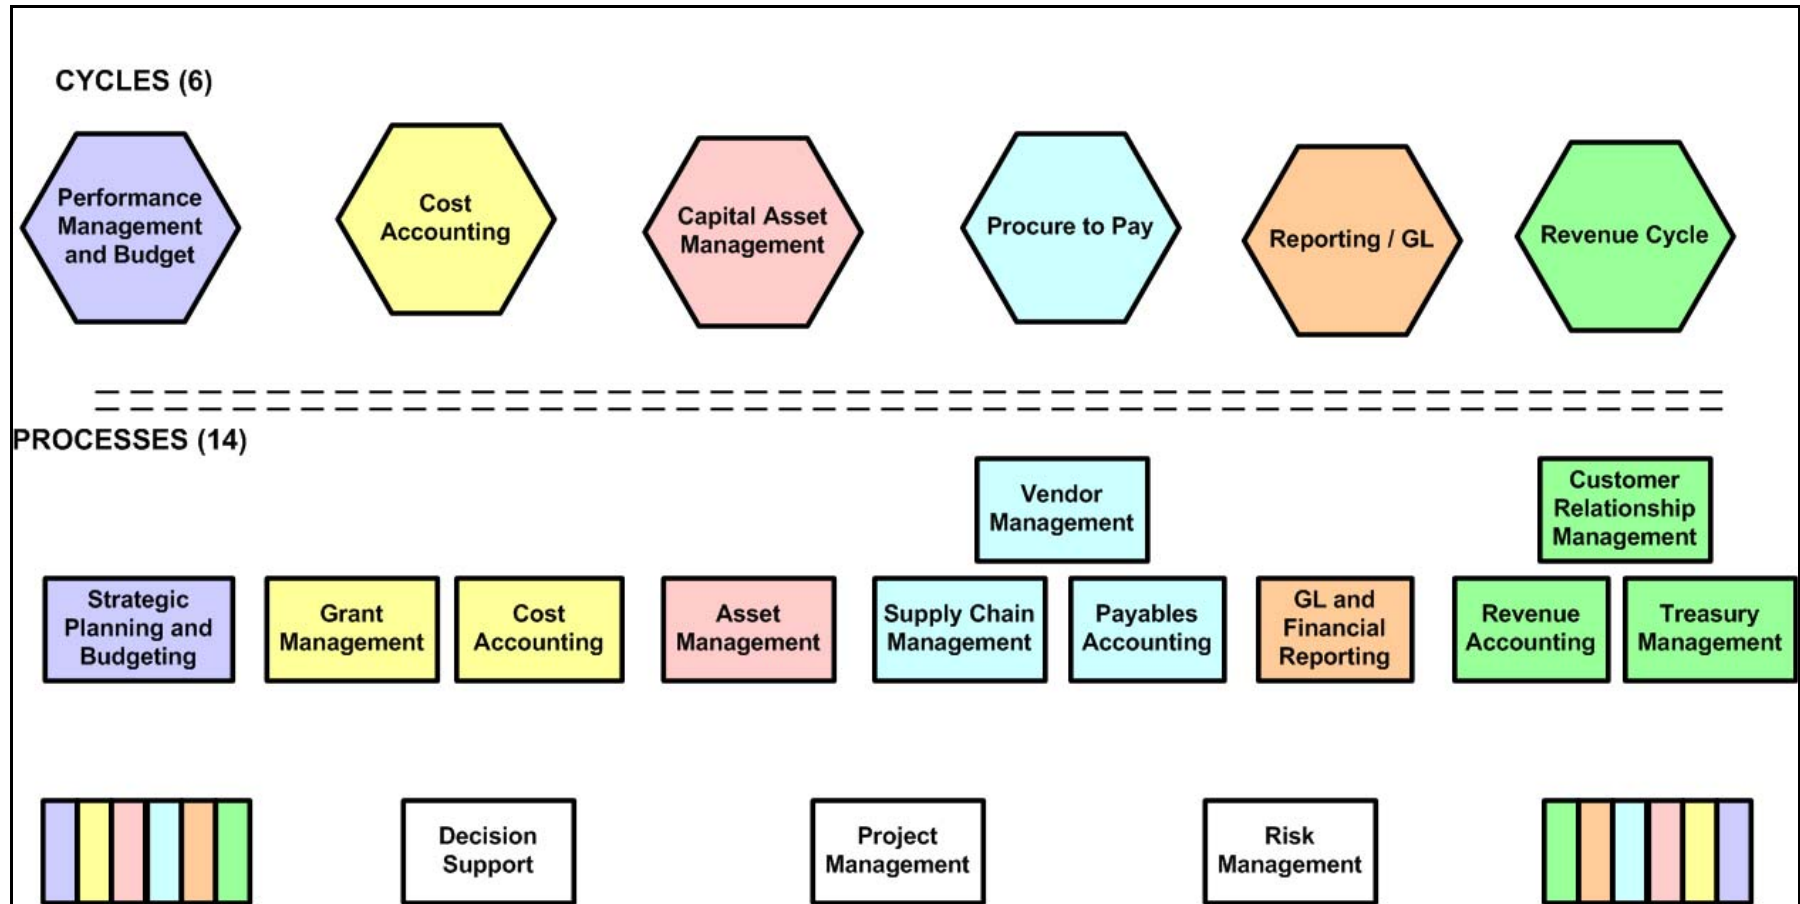 CYCLES (6)
Performance
Management
and Budget
Cost
Accounting
Capital Asset
Management
Procure to Pay
Reporting / GL
Revenue Cycle
PROCESSES (14)
Vendor
Management
Customer
Relationship
Management
Strategic
Planning and
Budgeting
Grant
Management
Cost
Accounting
Asset
Management
Supply Chain
Management
Payables
Accounting
GL and
Financial
Reporting
Revenue
Accounting
Treasury
Management
Decision
Support
Project
Management
Risk
Management